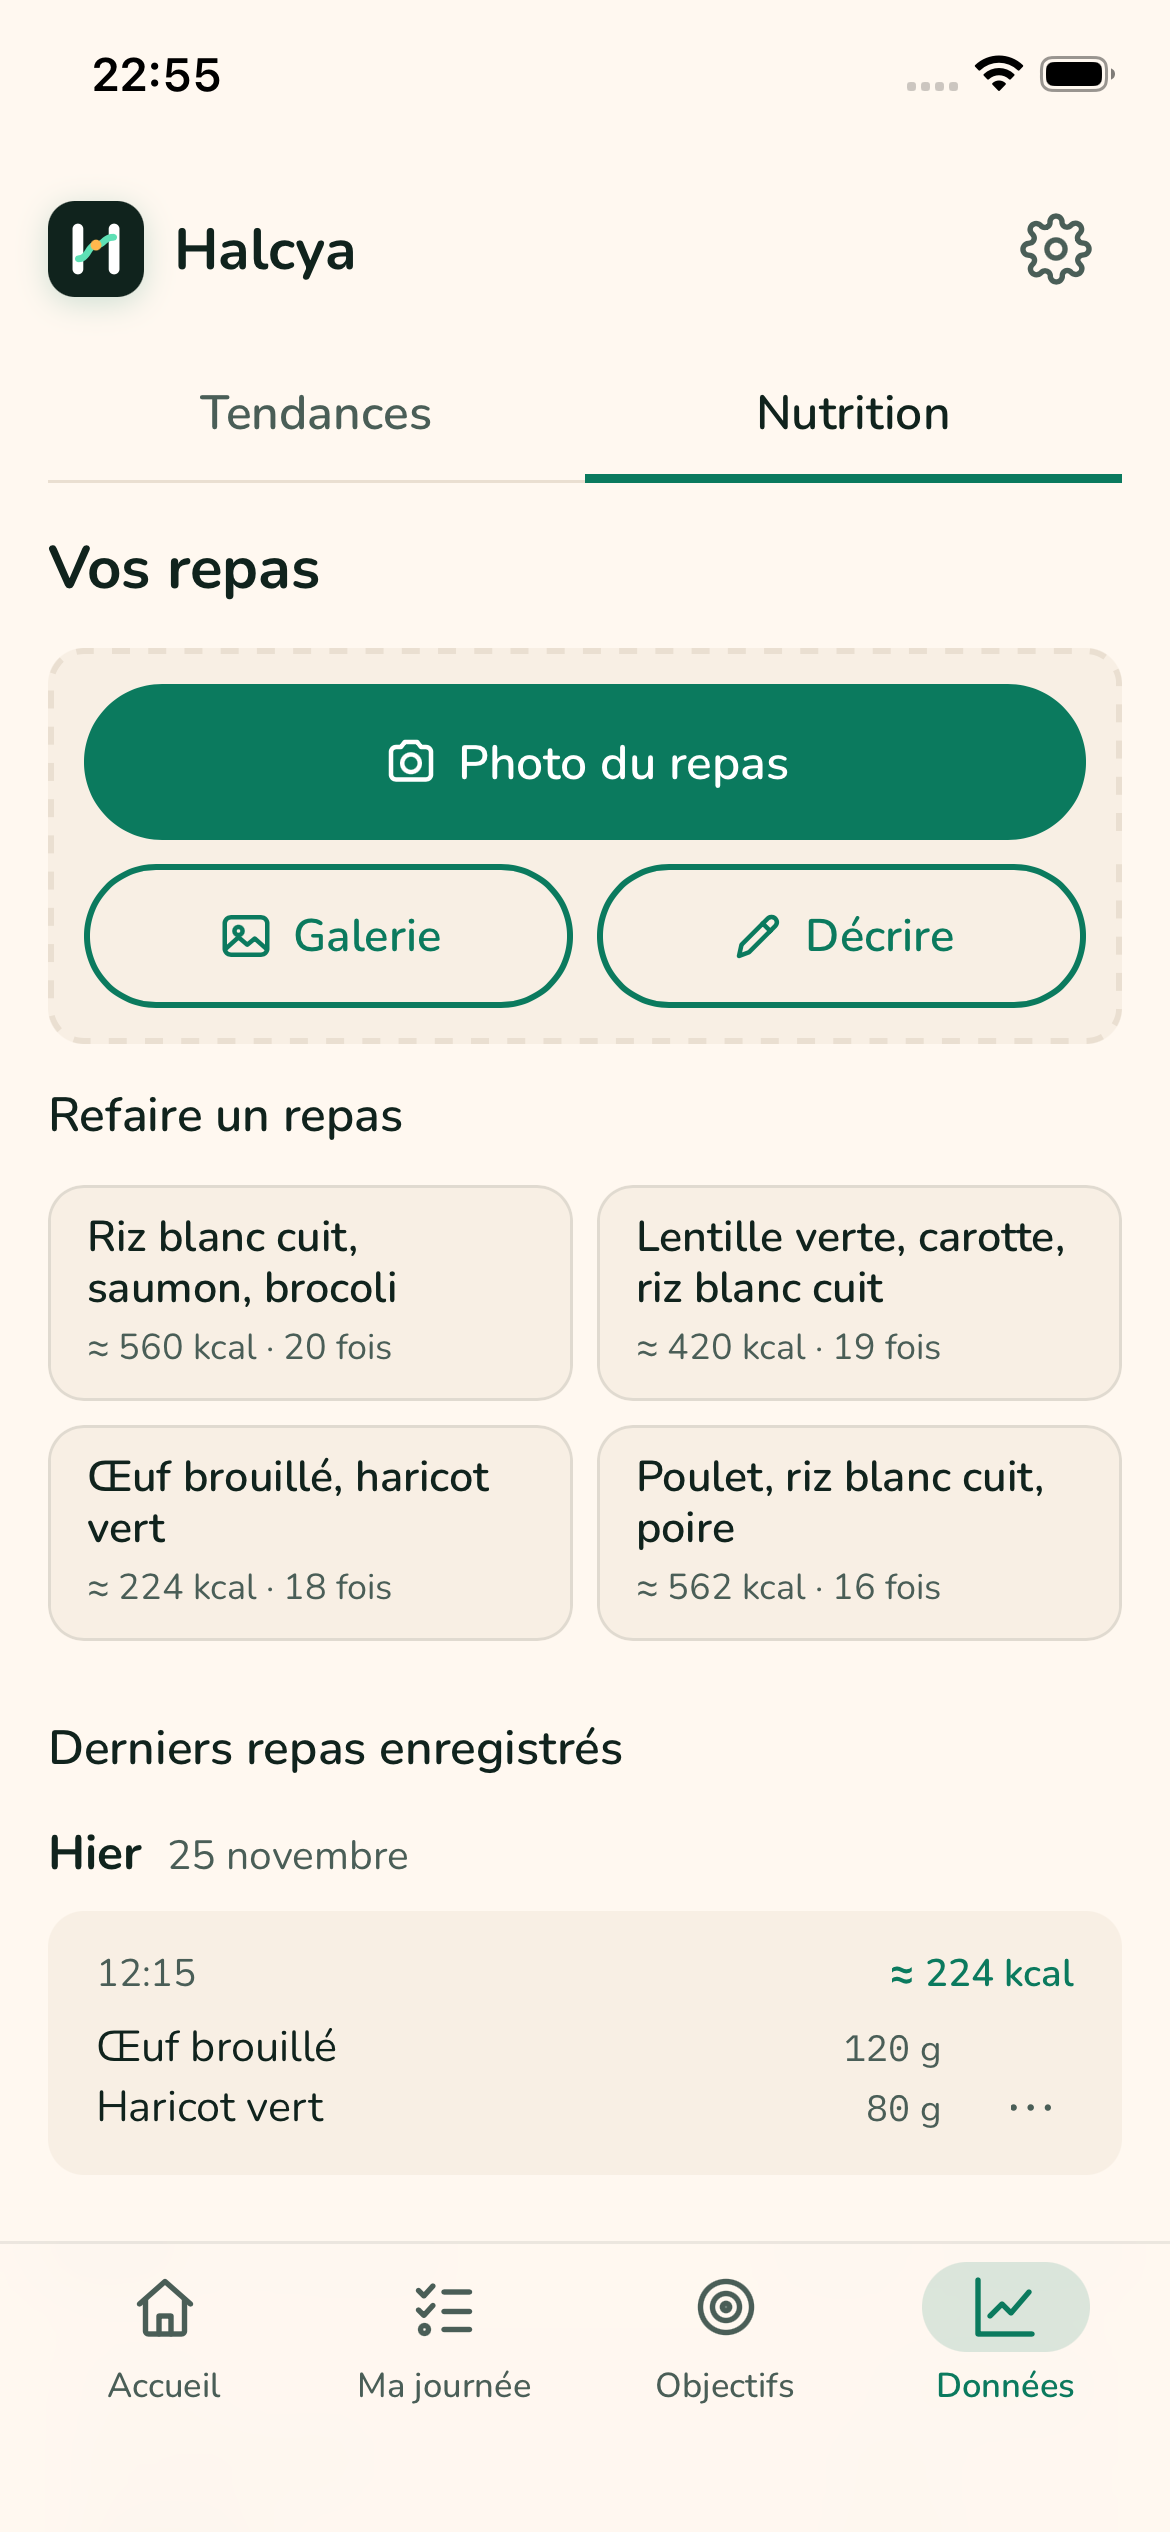 22:55
Halcya
Tendances
Nutrition
Vos repas
Photo du repas
Galerie
Décrire
Refaire un repas
Riz blanc cuit,
saumon, brocoli
≈ 560 kcal · 20 fois
Lentille verte, carotte,
riz blanc cuit
≈ 420 kcal · 19 fois
Œuf brouillé, haricot
vert
≈ 224 kcal · 18 fois
Poulet, riz blanc cuit,
poire
≈ 562 kcal · 16 fois
Derniers repas enregistrés
Hier 25 novembre
12:15 ≈ 224 kcal
Œuf brouillé 120 g
Haricot vert 80 g
Accueil
Ma journée
Objectifs
Données